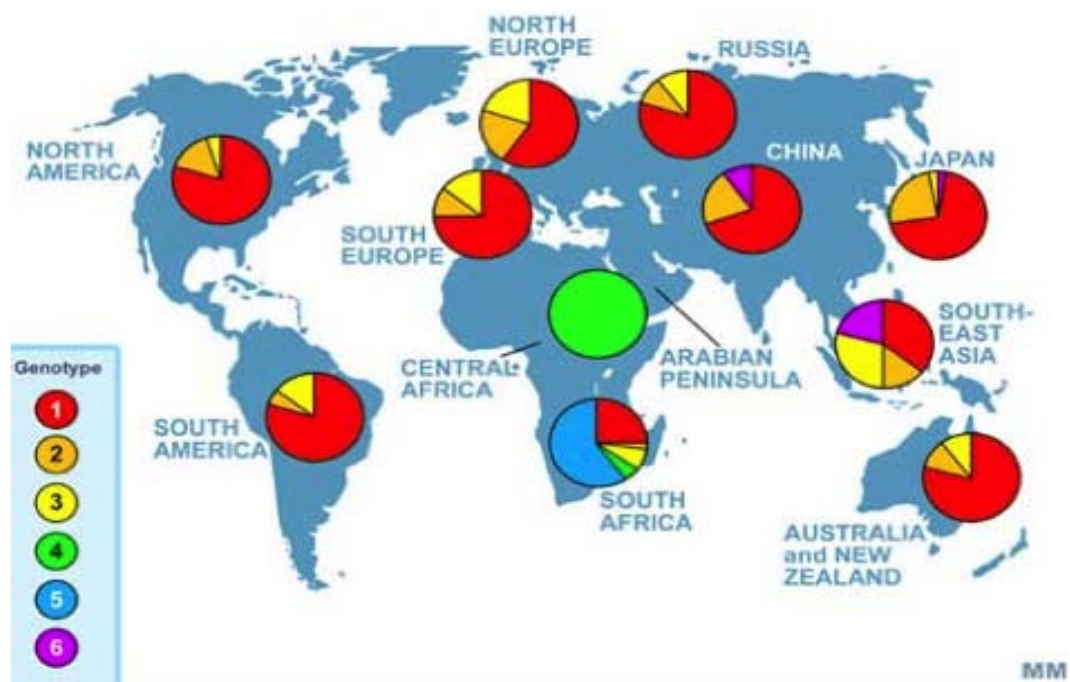 NORTH
EUROPE
RUSSIA
NORTH
AMERICA
CHINA
JAPAN
SOUTH
EUROPE
SOUTH-
EAST
ASIA
CENTRAL
AFRICA
ARABIAN
PENINSULA
Genotype
1
2
3
4
5
6
SOUTH
AMERICA
SOUTH
AFRICA
AUSTRALIA
and NEW
ZEALAND
MM